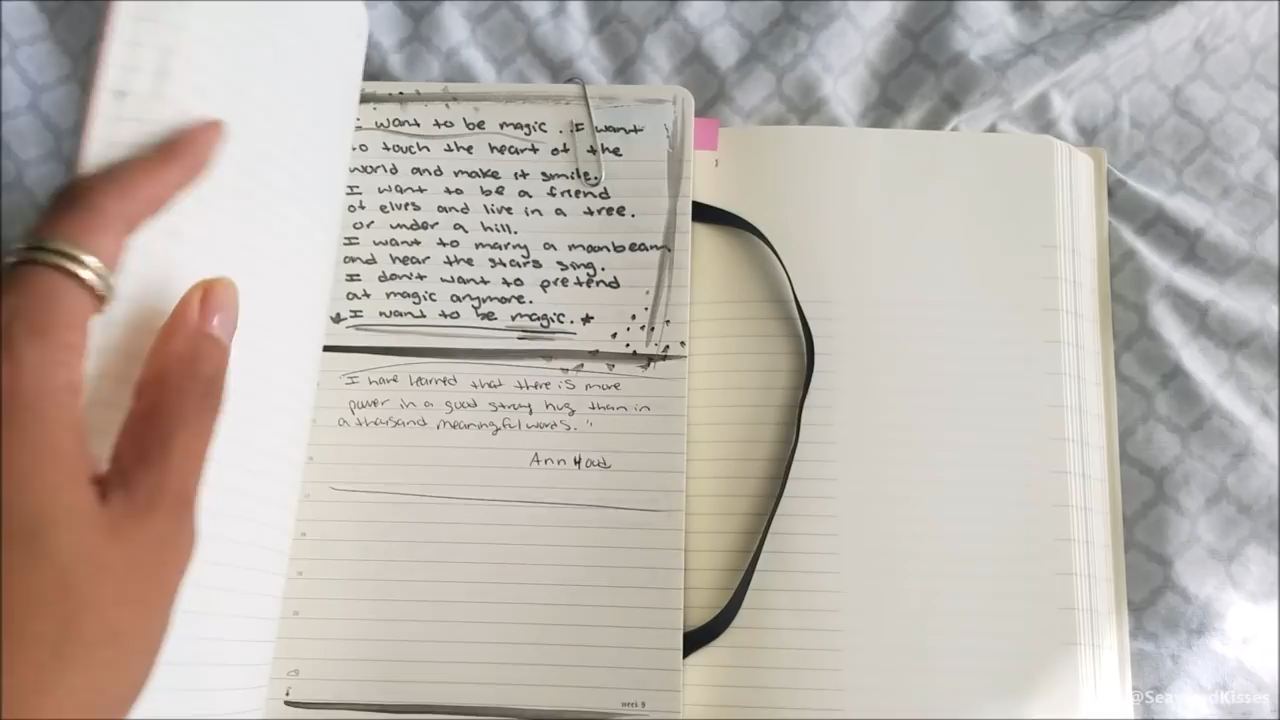 I want to be magic. I want
to touch the heart of the
world and make it smile.
I want to be a friend
of elves and live in a tree.
or under a hill.
I want to marry a moonbeam
and hear the stars sing.
I don't want to pretend
at magic anymore.
I want to be magic.
"I have learned that there is more
power in a good strong hug than in
a thousand meaningful words."
Ann Hood
week 9